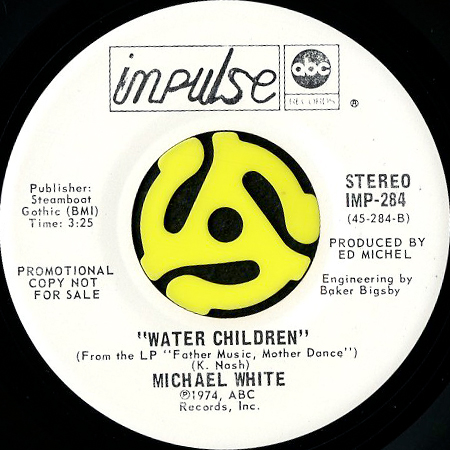 impulse
abc
RECORDS
®
Publisher:
Steamboat
Gothic (BMI)
Time: 3:25
PROMOTIONAL
COPY NOT
FOR SALE
STEREO
IMP-284
(45-284-B)
PRODUCED BY
ED MICHEL
Engineering by
Baker Bigsby
"WATER CHILDREN"
(From the LP "Father Music, Mother Dance")
(K. Nash)
MICHAEL WHITE
℗1974, ABC
Records, Inc.